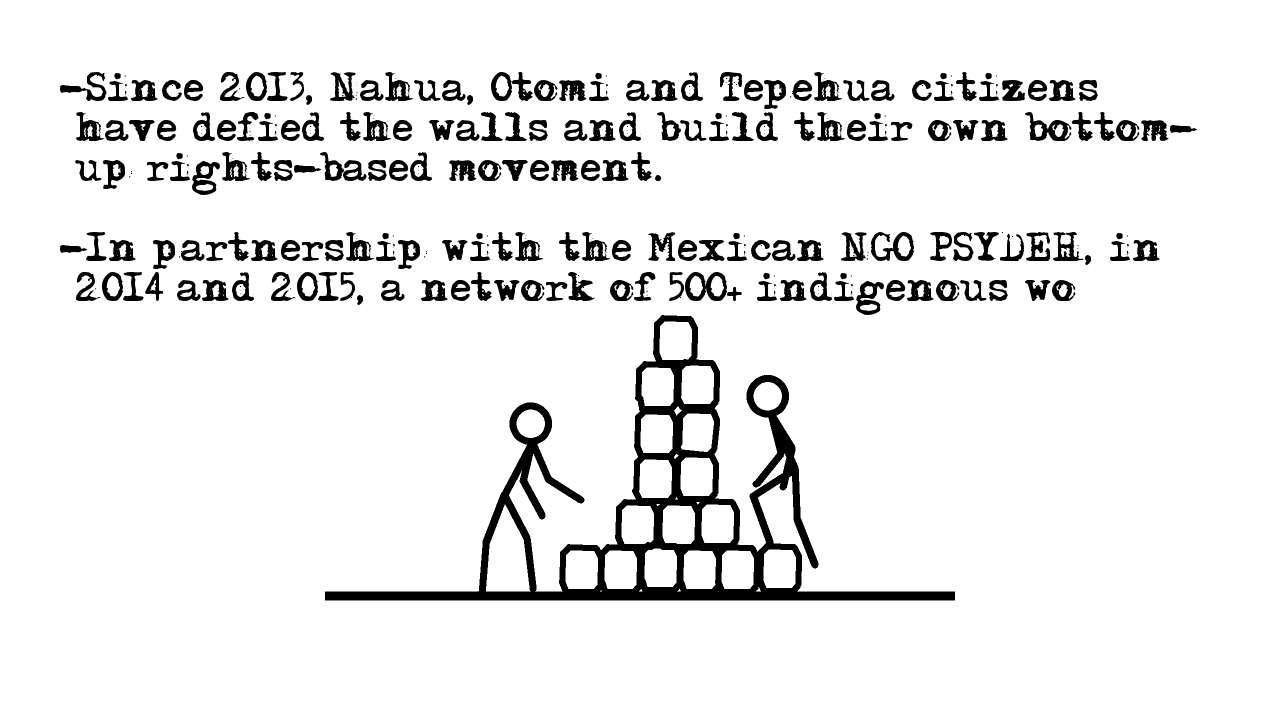 -Since 2013, Nahua, Otomi and Tepehua citizens
have defied the walls and build their own bottom-
up rights-based movement.
-In partnership with the Mexican NGO PSYDEH, in
2014 and 2015, a network of 500+ indigenous wo